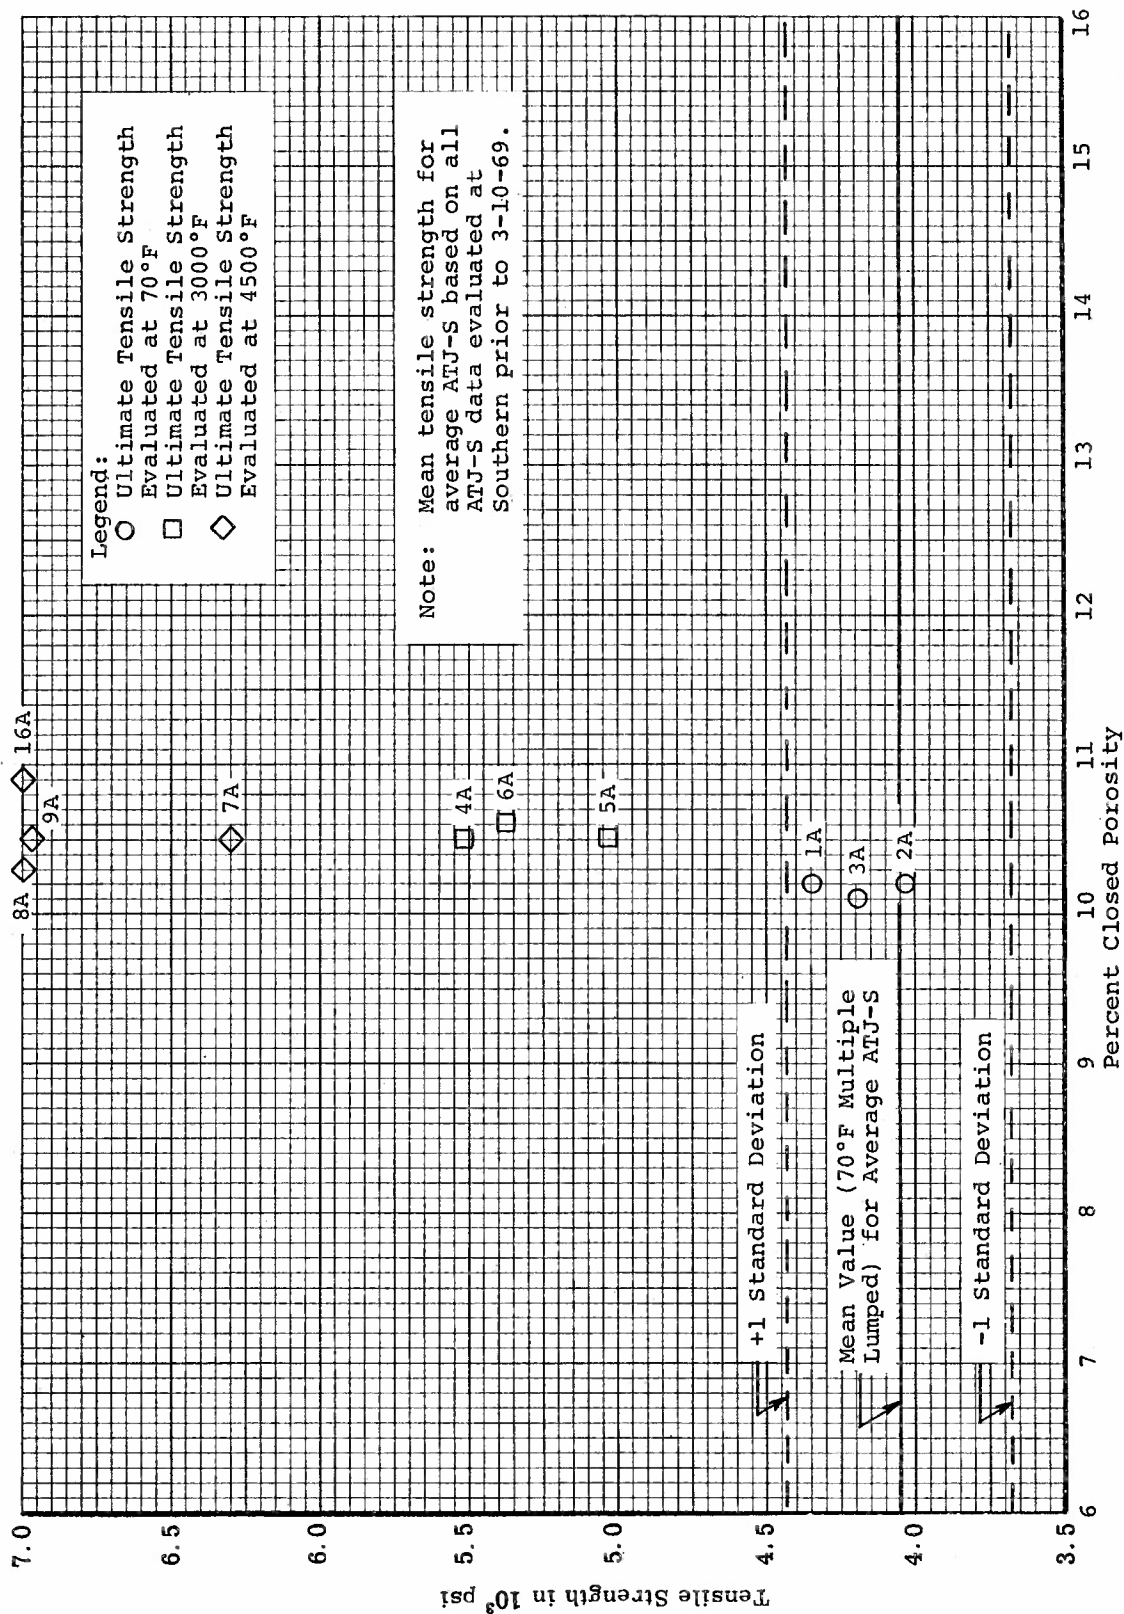 Legend:
Ultimate Tensile Strength
Evaluated at 70°F
Ultimate Tensile Strength
Evaluated at 3000°F
Ultimate Tensile Strength
Evaluated at 4500°F
Note: Mean tensile strength for
average ATJ-S based on all
ATJ-S data evaluated at
Southern prior to 3-10-69.
8A
16A
9A
7A
4A
6A
5A
1A
3A
2A
+1 Standard Deviation
Mean Value (70°F Multiple
Lumped) for Average ATJ-S
-1 Standard Deviation
Tensile Strength in 10³ psi
7.0
6.5
6.0
5.5
5.0
4.5
4.0
3.5
6 7 8 9 10 11 12 13 14 15 16
Percent Closed Porosity